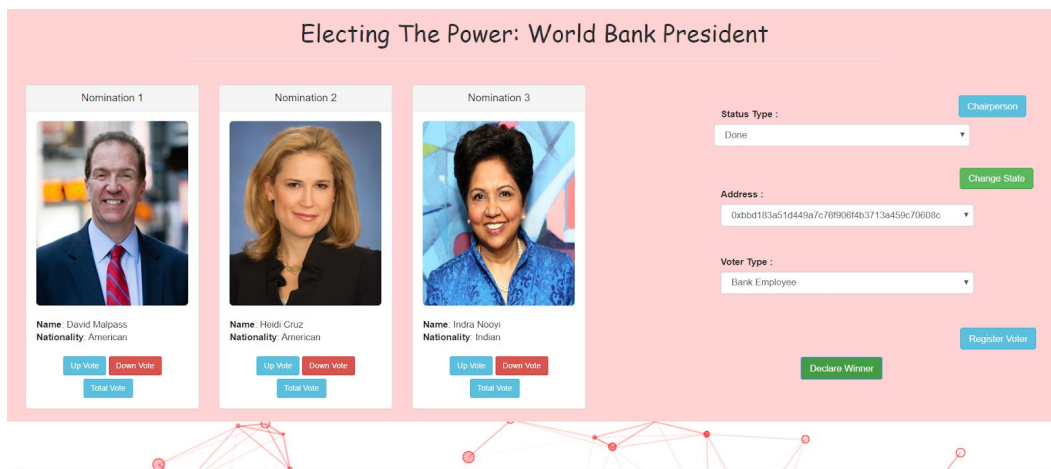 Electing The Power: World Bank President
Nomination 1
Name: David Malpass
Nationality: American
Up Vote Down Vote
Total Vote
Nomination 2
Name: Heidi Cruz
Nationality: American
Up Vote Down Vote
Total Vote
Nomination 3
Name: Indra Nooyi
Nationality: Indian
Up Vote Down Vote
Total Vote
Chairperson
Status Type :
Done
Change State
Address :
0xbbd183a51d449a7c76f906f4b3713a459c70608c
Voter Type :
Bank Employee
Register Voter
Declare Winner